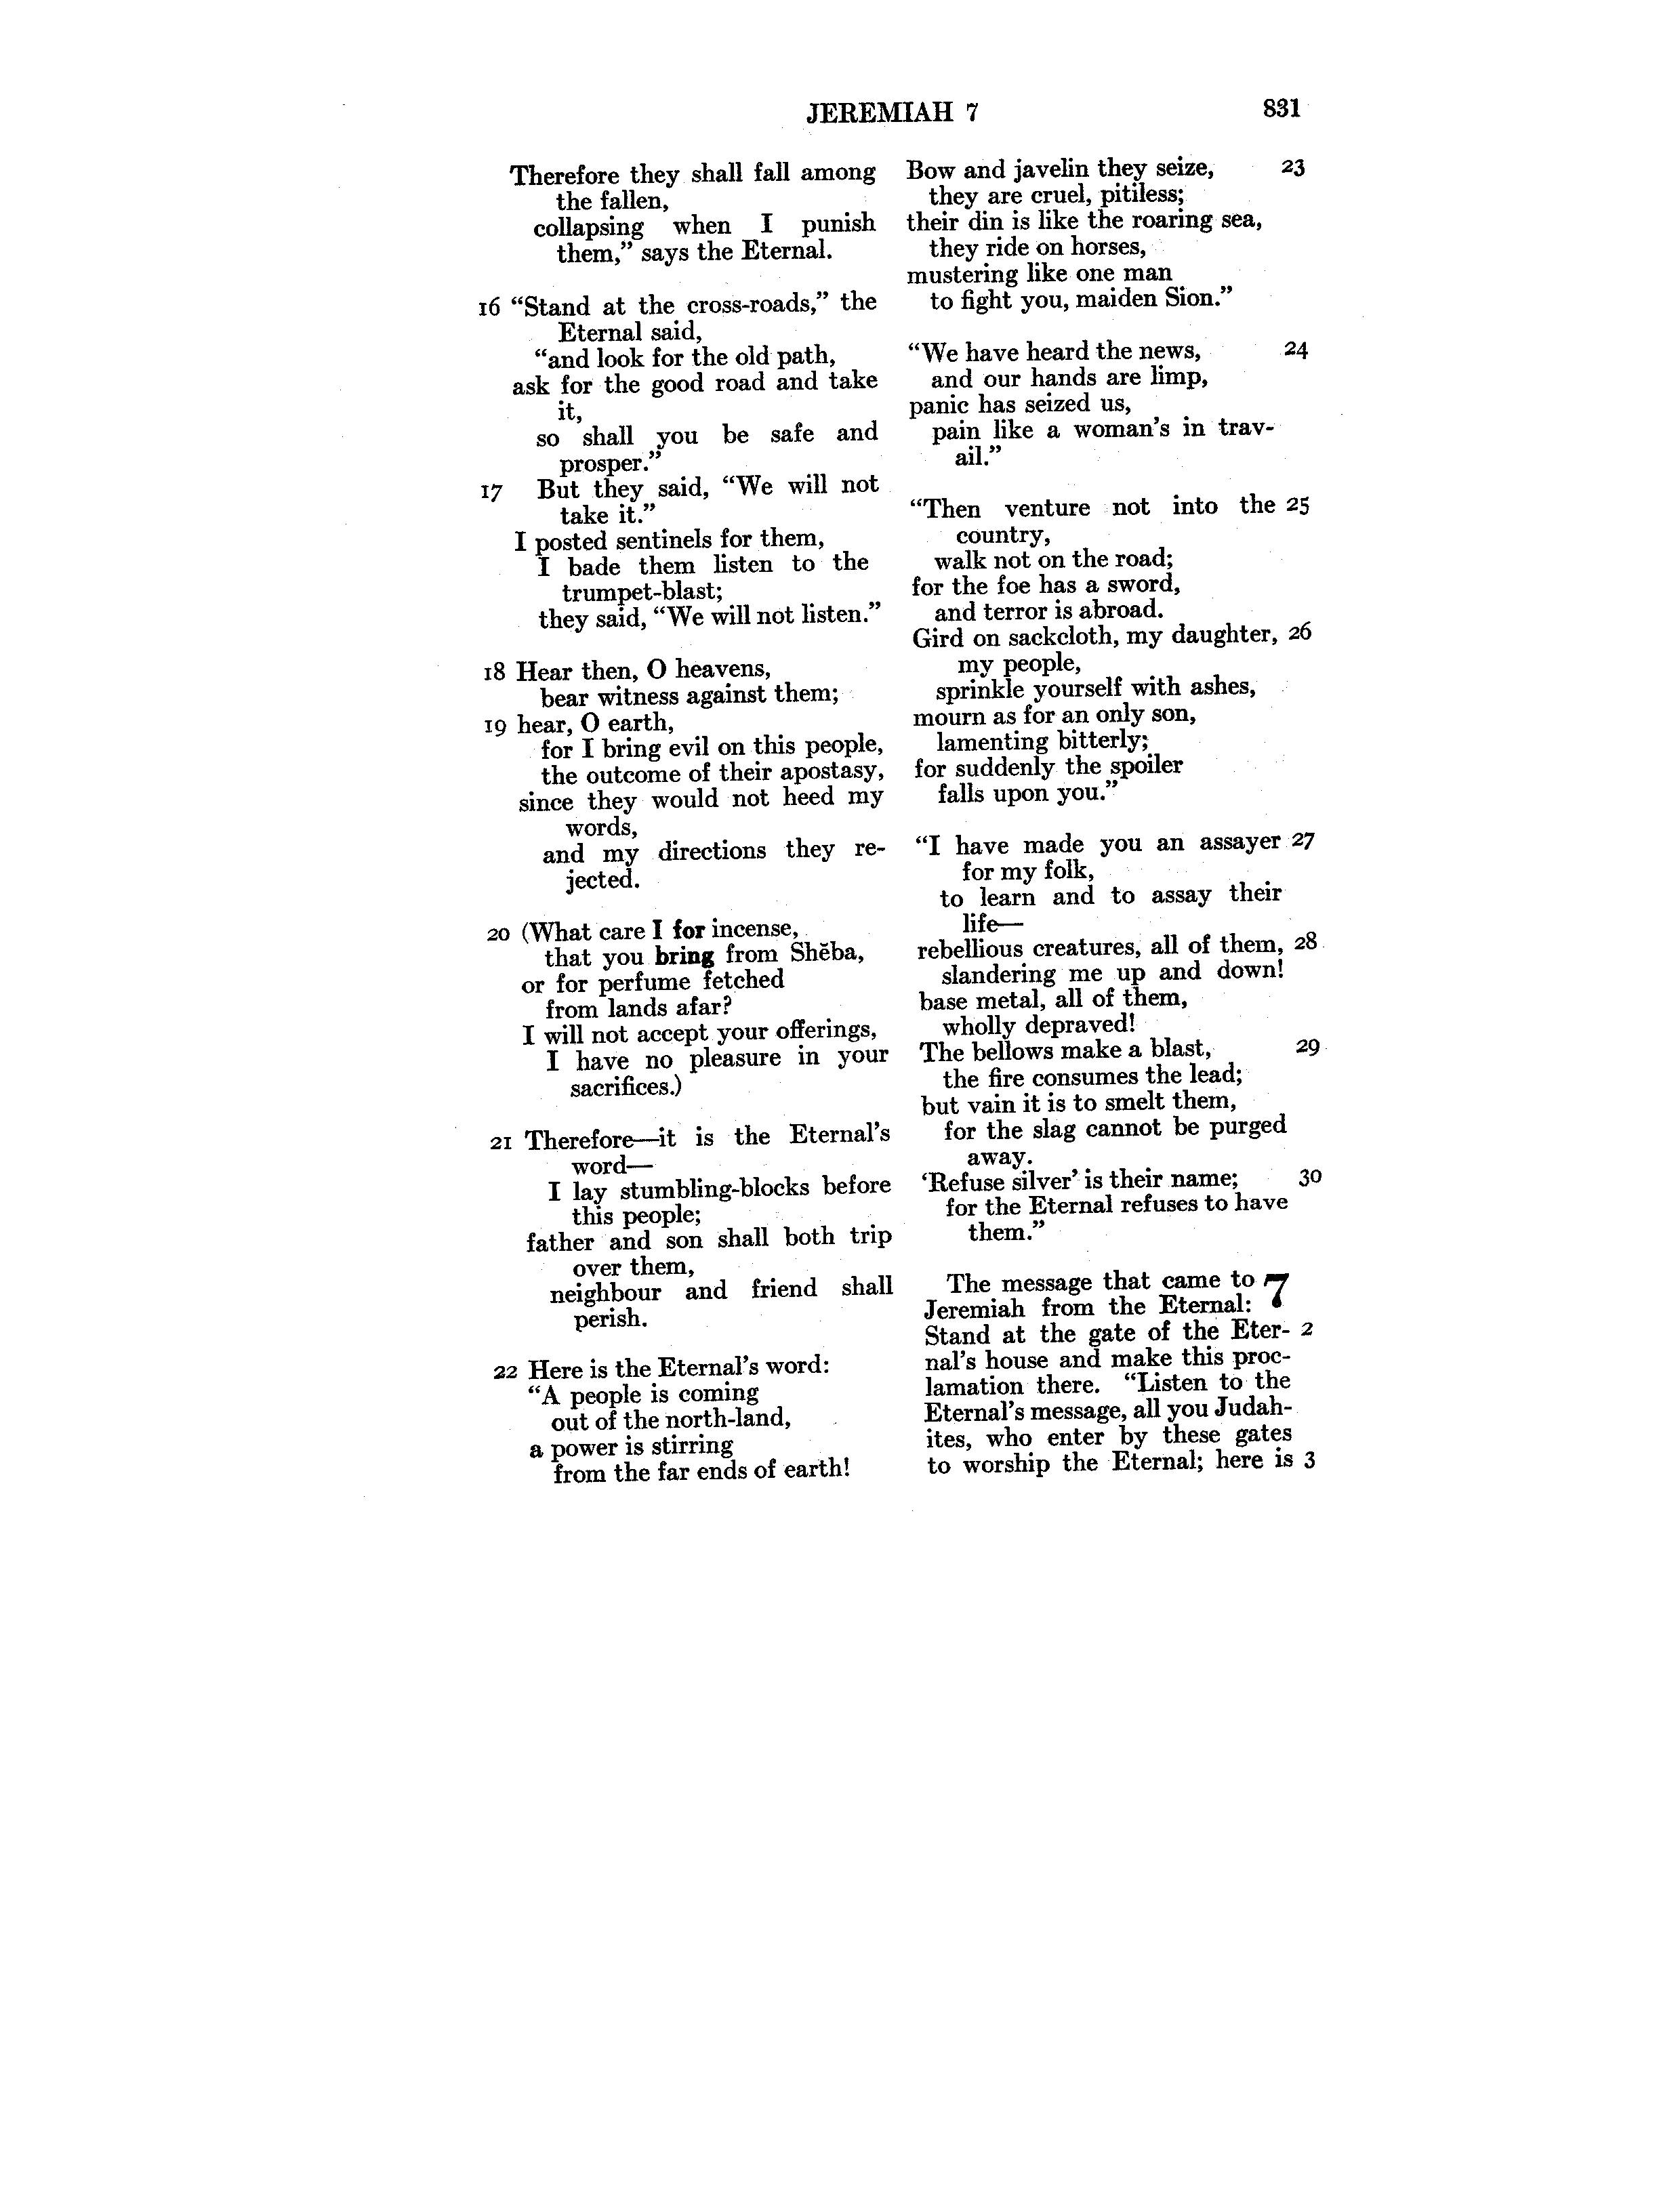 JEREMIAH 7
831
Therefore they shall fall among
the fallen,
collapsing when I punish
them,” says the Eternal.
16 “Stand at the cross-roads,” the
Eternal said,
“and look for the old path,
ask for the good road and take
it,
so shall you be safe and
prosper.”
17 But they said, “We will not
take it.”
I posted sentinels for them,
I bade them listen to the
trumpet-blast;
they said, “We will not listen.”
18 Hear then, O heavens,
bear witness against them;
19 hear, O earth,
for I bring evil on this people,
the outcome of their apostasy,
since they would not heed my
words,
and my directions they re-
jected.
20 (What care I for incense,
that you bring from Shĕba,
or for perfume fetched
from lands afar?
I will not accept your offerings,
I have no pleasure in your
sacrifices.)
21 Therefore—it is the Eternal’s
word—
I lay stumbling-blocks before
this people;
father and son shall both trip
over them,
neighbour and friend shall
perish.
22 Here is the Eternal’s word:
“A people is coming
out of the north-land,
a power is stirring
from the far ends of earth!
Bow and javelin they seize, 23
they are cruel, pitiless;
their din is like the roaring sea,
they ride on horses,
mustering like one man
to fight you, maiden Sion.”
“We have heard the news, 24
and our hands are limp,
panic has seized us,
pain like a woman’s in trav-
ail.”
“Then venture not into the 25
country,
walk not on the road;
for the foe has a sword,
and terror is abroad.
Gird on sackcloth, my daughter, 26
my people,
sprinkle yourself with ashes,
mourn as for an only son,
lamenting bitterly;
for suddenly the spoiler
falls upon you.”
“I have made you an assayer 27
for my folk,
to learn and to assay their
life—
rebellious creatures, all of them, 28
slandering me up and down!
base metal, all of them,
wholly depraved!
The bellows make a blast, 29
the fire consumes the lead;
but vain it is to smelt them,
for the slag cannot be purged
away.
‘Refuse silver’ is their name; 30
for the Eternal refuses to have
them.”
The message that came to 7
Jeremiah from the Eternal:
Stand at the gate of the Eter- 2
nal’s house and make this proc-
lamation there. “Listen to the
Eternal’s message, all you Judah-
ites, who enter by these gates
to worship the Eternal; here is 3